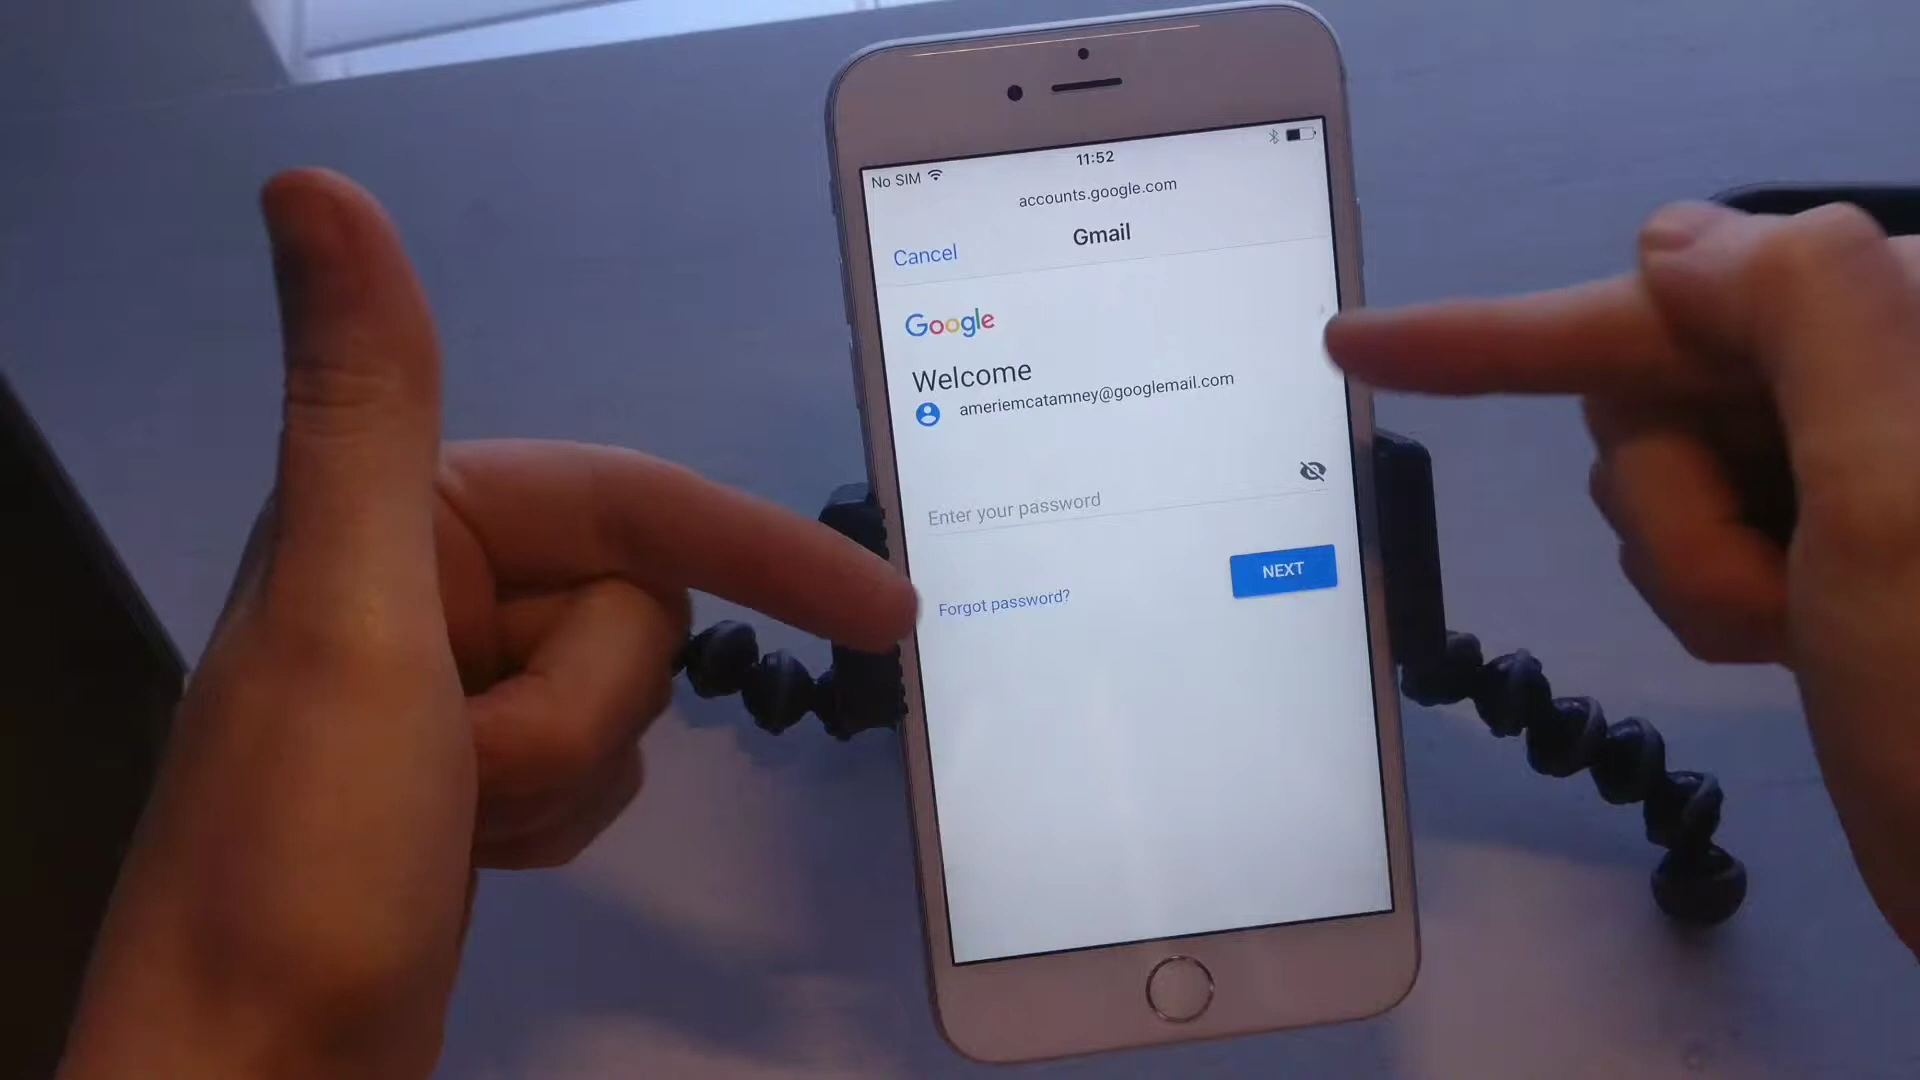 No SIM
11:52
accounts.google.com
Cancel
Gmail
Google
Welcome
ameriemcatamney@googlemail.com
Enter your password
NEXT
Forgot password?